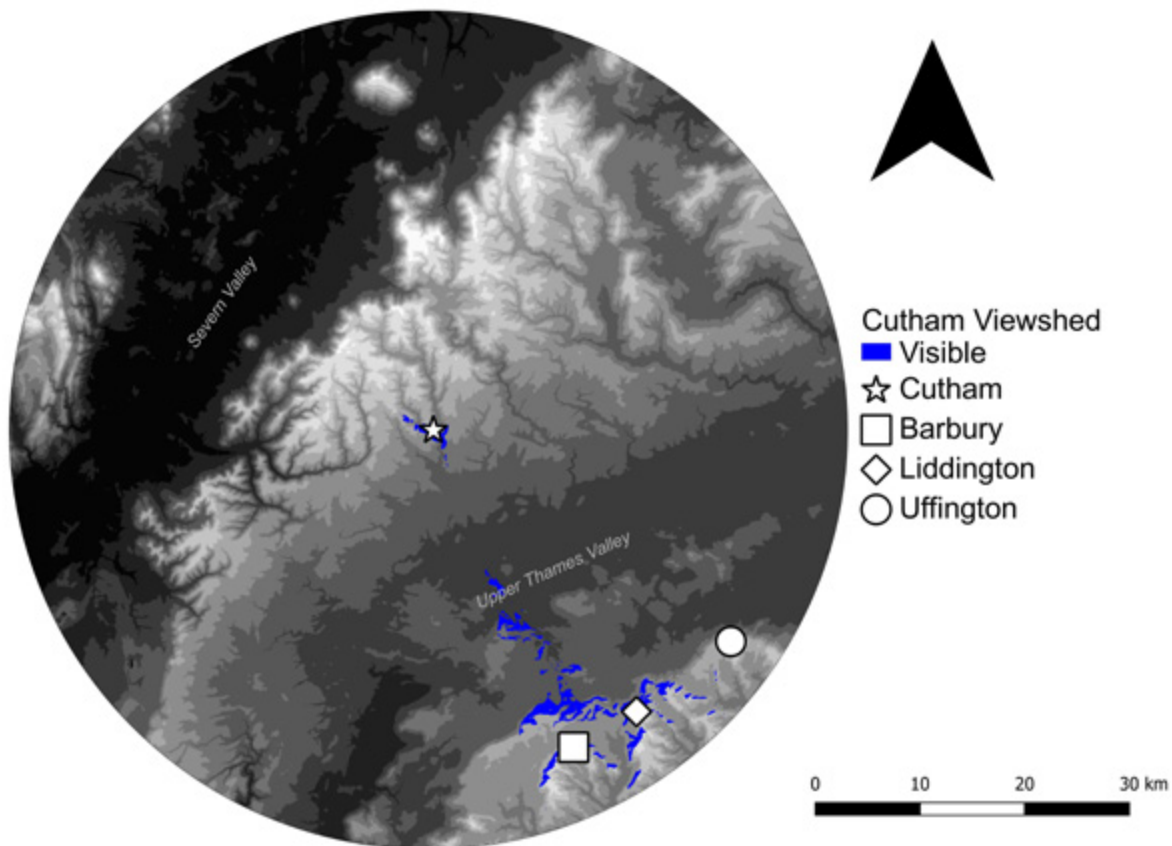 Severn Valley
Upper Thames Valley
Cutham Viewshed
Visible
Cutham
Barbury
Liddington
Uffington
0 10 20 30 km